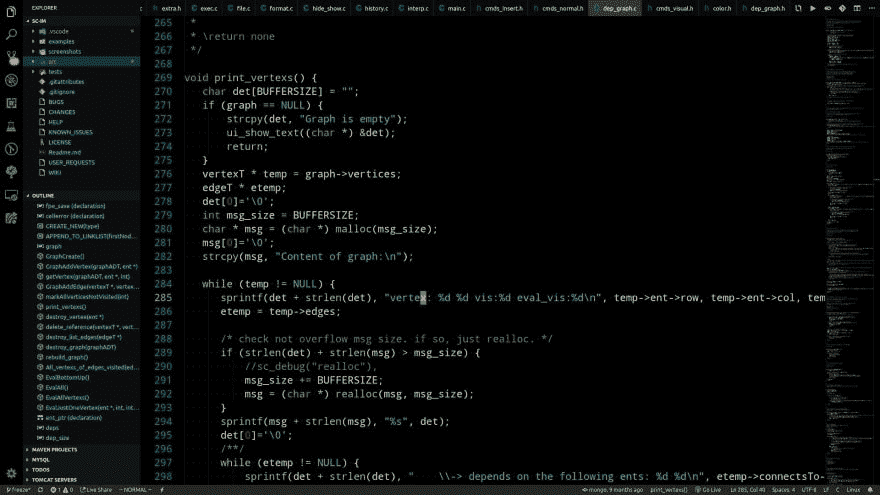 EXPLORER
extra.h
exec.c
file.c
format.c
hide_show.c
history.c
interp.c
main.c
cmds_insert.h
cmds_normal.h
dep_graph.c
cmds_visual.h
color.h
dep_graph.h
SC-IM
.vscode
examples
screenshots
src
tests
.gitattributes
.gitignore
BUGS
CHANGES
HELP
KNOWN_ISSUES
LICENSE
Readme.md
USER_REQUESTS
WIKI
OUTLINE
fpe_save (declaration)
cellerror (declaration)
CREATE_NEW(type)
graph
GraphCreate()
GraphAddVertex(graphADT, ent *)
getVertex(graphADT, ent *, int)
markAllVerticesNotVisited(int)
print_vertexs()
destroy_vertex(ent *)
delete_reference(vertexT *, vert...
destroy_list_edges(edgeT *)
destroy_graph(graphADT)
rebuild_graph()
EvalBottomUp()
EvalAll()
EvalAllVertexs()
EvalJustOneVertex(ent *, int, int...
ent_ptr (declaration)
deps
dep_size
MAVEN PROJECTS
MYSQL
TODOS
TOMCAT SERVERS
265 *
266 * \return none
267 */
268
269 void print_vertexs() {
270 char det[BUFFERSIZE] = "";
271 if (graph == NULL) {
272 strcpy(det, "Graph is empty");
273 ui_show_text((char *) &det);
274 return;
275 }
276 vertexT * temp = graph->vertices;
277 edgeT * etemp;
278 det[0]='\0';
279 int msg_size = BUFFERSIZE;
280 char * msg = (char *) malloc(msg_size);
281 msg[0]='\0';
282 strcpy(msg, "Content of graph:\n");
283
284 while (temp != NULL) {
285 sprintf(det + strlen(det), "vertex: %d %d vis:%d eval_vis:%d\n", temp->ent->row, temp->ent->col, tem
286 etemp = temp->edges;
287
288 /* check not overflow msg size. if so, just realloc. */
289 if (strlen(det) + strlen(msg) > msg_size) {
290 //sc_debug("realloc"),
291 msg_size += BUFFERSIZE;
292 msg = (char *) realloc(msg, msg_size);
293 }
294 sprintf(msg + strlen(msg), "%s", det);
295 det[0]='\0';
296 /**/
297 while (etemp != NULL) {
298 sprintf(det + strlen(det), "    \\-> depends on the following ents: %d %d\n", etemp->connectsTo-
freeze*
0
1
Live Share
--NORMAL--
monge, 9 months ago
print_vertexs()
Go Live
Ln 285, Col 40
Spaces: 4
UTF-8
LF
C
Linux